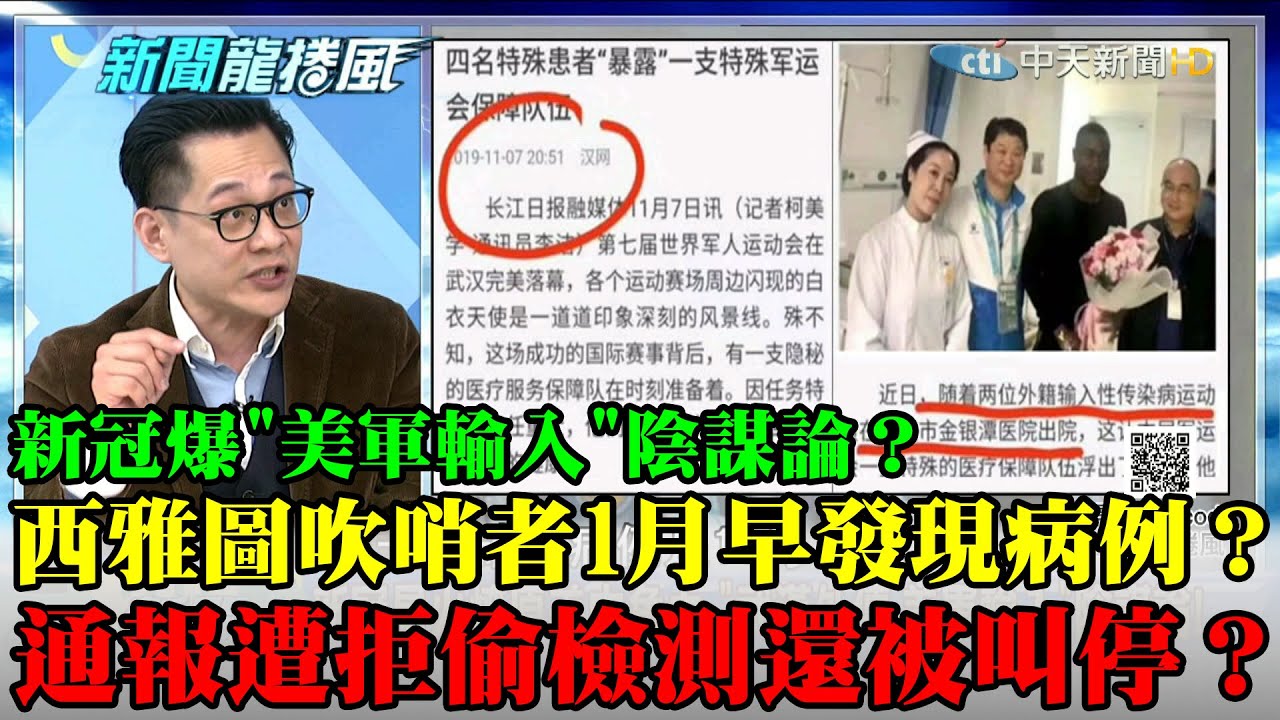 新聞龍捲風
cti 中天新聞HD
四名特殊患者“暴露”一支特殊军运
会保障队伍
019-11-07 20:51 汉网
长江日报融媒体11月7日讯（记者柯美
学 通讯员李洁）第七届世界军人运动会在
武汉完美落幕，各个运动赛场周边闪现的白
衣天使是一道道印象深刻的风景线。殊不
知，这场成功的国际赛事背后，有一支隐秘
的医疗服务保障队在时刻准备着。因任务特
近日，随着两位外籍输入性传染病运动
市金银潭医院出院，这
特殊的医疗保障队伍浮出
他
新冠爆"美軍輸入"陰謀論？
西雅圖吹哨者1月早發現病例？
通報遭拒偷檢測還被叫停？